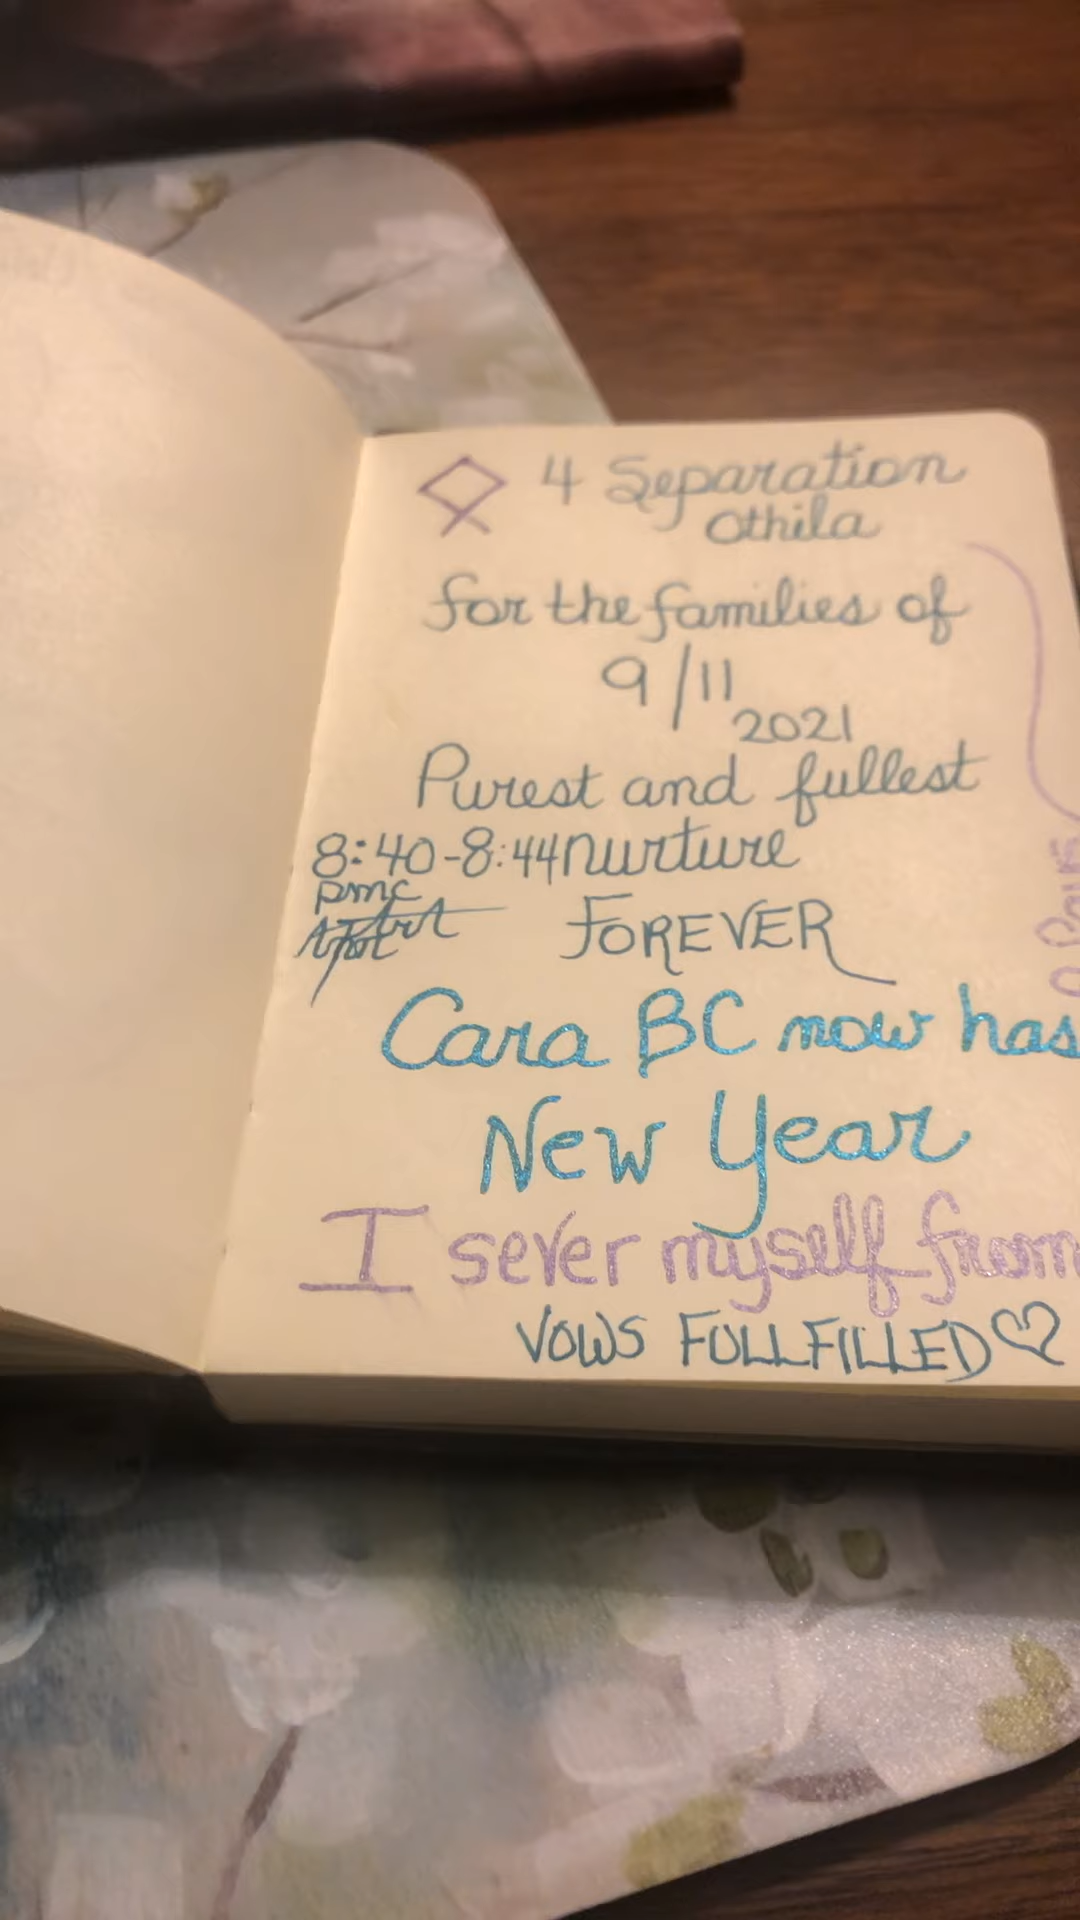 4 Separation
Othila
for the families of
9/11
2021
Purest and fullest
8:40-8:44 nurture
pmc
FOREVER
Cara BC now has
New Year
I sever myself from
VOWS FULLFILLED